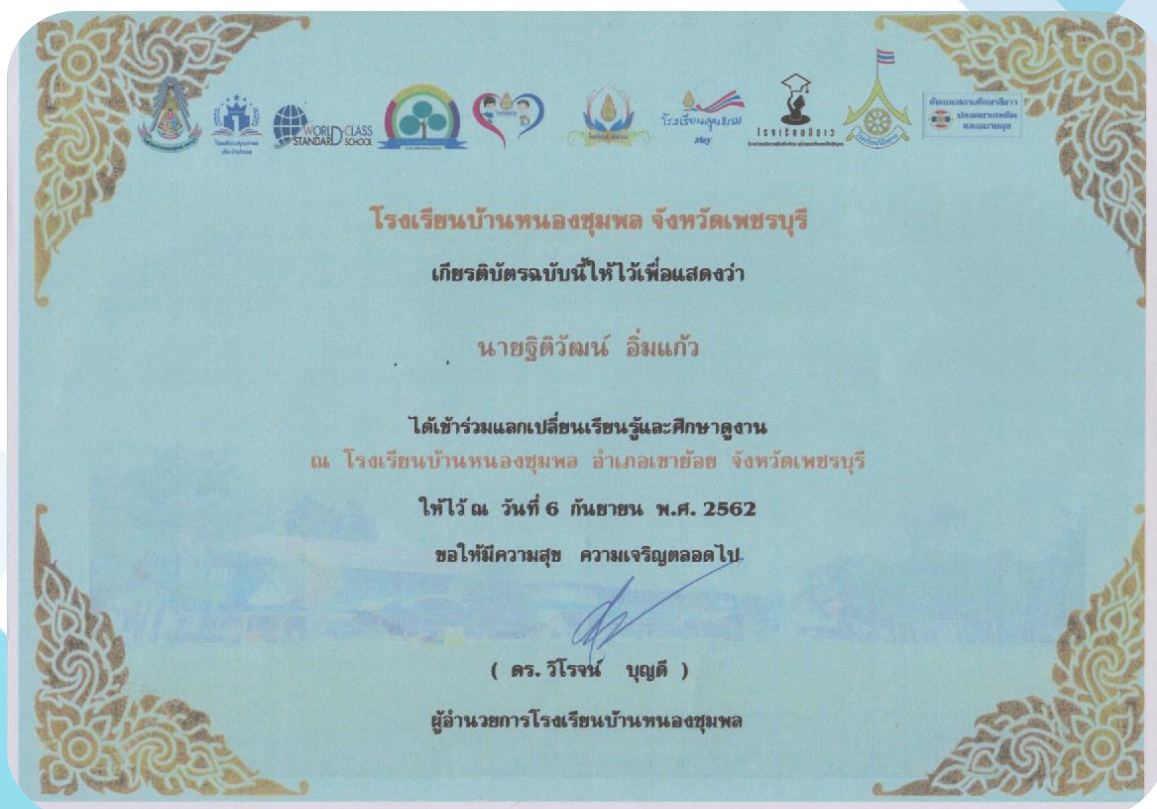 WORLD CLASS
STANDARD SCHOOL
โรงเรียนบ้านหนองชุมพล จังหวัดเพชรบุรี
เกียรติบัตรฉบับนี้ให้ไว้เพื่อแสดงว่า
นายฐิติวัฒน์ อิ่มแก้ว
ได้เข้าร่วมแลกเปลี่ยนเรียนรู้และศึกษาดูงาน
ณ โรงเรียนบ้านหนองชุมพล อำเภอเขาย้อย จังหวัดเพชรบุรี
ให้ไว้ ณ วันที่ 6 กันยายน พ.ศ. 2562
ขอให้มีความสุข ความเจริญตลอดไป
( ดร. วิโรจน์ บุญดี )
ผู้อำนวยการโรงเรียนบ้านหนองชุมพล